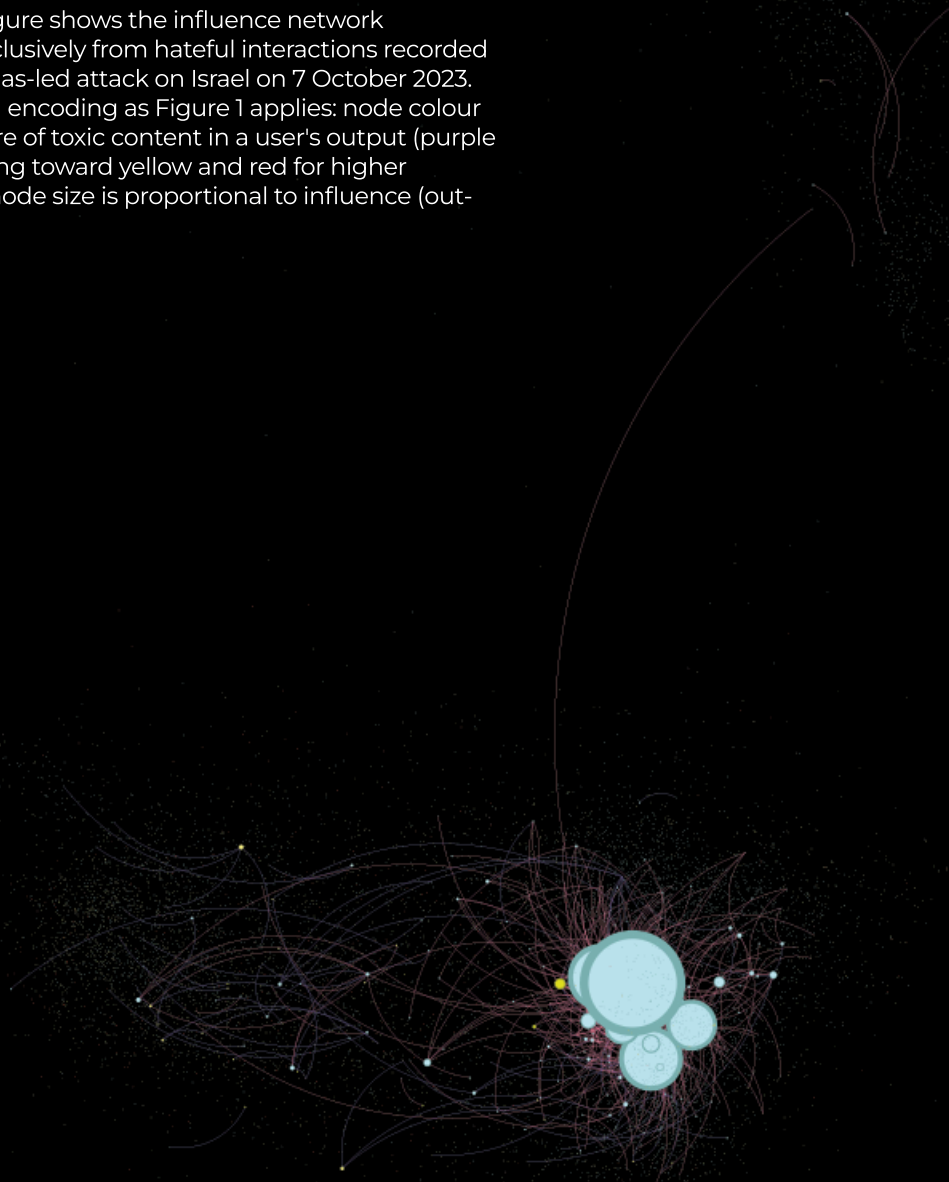 gure shows the influence network
clusively from hateful interactions recorded
as-led attack on Israel on 7 October 2023.
encoding as Figure 1 applies: node colour
re of toxic content in a user's output (purple
ng toward yellow and red for higher
node size is proportional to influence (out-